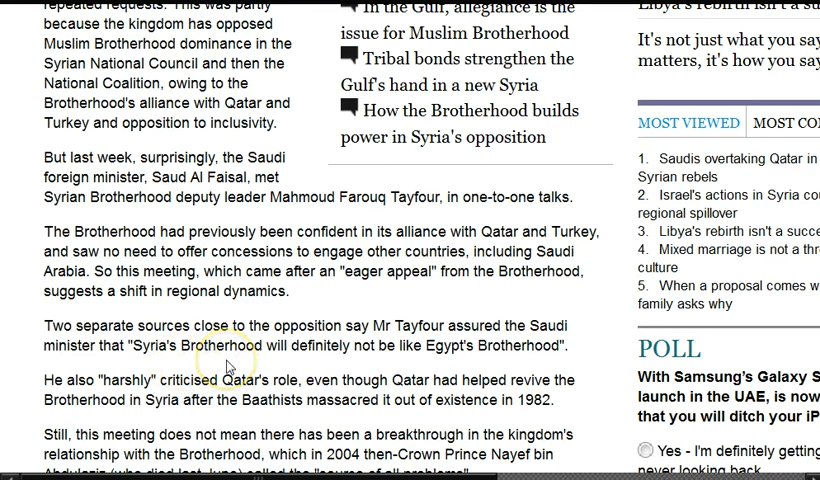 repeated requests. This was partly
because the kingdom has opposed
Muslim Brotherhood dominance in the
Syrian National Council and then the
National Coalition, owing to the
Brotherhood's alliance with Qatar and
Turkey and opposition to inclusivity.
But last week, surprisingly, the Saudi
foreign minister, Saud Al Faisal, met
Syrian Brotherhood deputy leader Mahmoud Farouq Tayfour, in one-to-one talks.
The Brotherhood had previously been confident in its alliance with Qatar and Turkey,
and saw no need to offer concessions to engage other countries, including Saudi
Arabia. So this meeting, which came after an "eager appeal" from the Brotherhood,
suggests a shift in regional dynamics.
Two separate sources close to the opposition say Mr Tayfour assured the Saudi
minister that "Syria's Brotherhood will definitely not be like Egypt's Brotherhood".
He also "harshly" criticised Qatar's role, even though Qatar had helped revive the
Brotherhood in Syria after the Baathists massacred it out of existence in 1982.
Still, this meeting does not mean there has been a breakthrough in the kingdom's
relationship with the Brotherhood, which in 2004 then-Crown Prince Nayef bin
Abdulaziz (who died last June) called the "source of all problems".
In the Gulf, allegiance is the
issue for Muslim Brotherhood
Tribal bonds strengthen the
Gulf's hand in a new Syria
How the Brotherhood builds
power in Syria's opposition
Libya's rebirth isn't a su
It's not just what you say
matters, it's how you say
MOST VIEWED MOST CO
1. Saudis overtaking Qatar in
Syrian rebels
2. Israel's actions in Syria co
regional spillover
3. Libya's rebirth isn't a succe
4. Mixed marriage is not a thr
culture
5. When a proposal comes w
family asks why
POLL
With Samsung's Galaxy S
launch in the UAE, is now
that you will ditch your iP
Yes - I'm definitely getting
never looking back